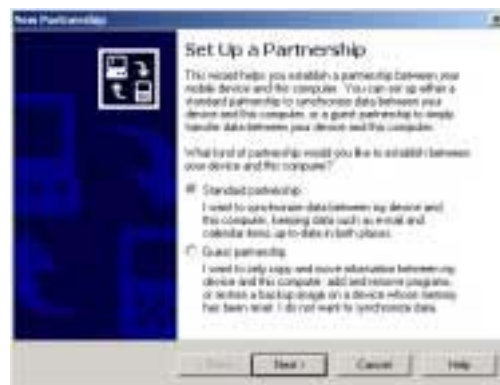 New Partnership
Set Up a Partnership
This wizard helps you establish a partnership between your
mobile device and this computer. You can set up either a
standard partnership to synchronize data between your
device and this computer, or a guest partnership to simply
transfer data between your device and this computer.
What kind of partnership would you like to establish between
your device and this computer?
Standard partnership
I want to synchronize data between my device and
this computer, keeping data such as e-mail and
calendar items up-to-date in both places.
Guest partnership
I want to only copy and move information between my
device and this computer, add and remove programs,
or restore a backup image on a device whose memory
has been reset. I do not want to synchronize data.
Next >
Cancel
Help